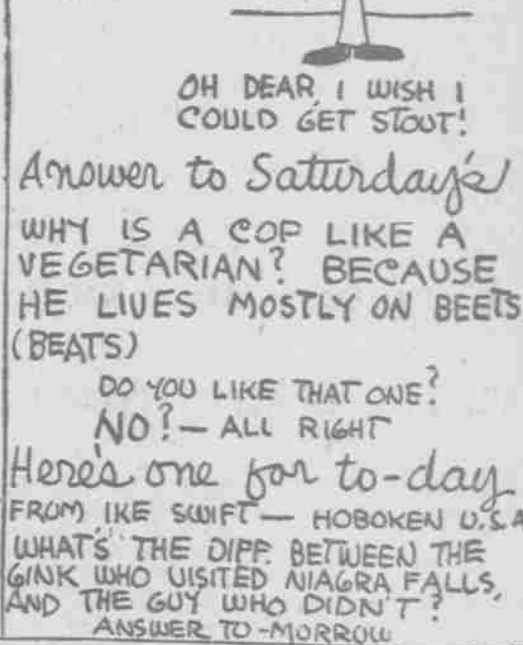 OH DEAR, I WISH I
COULD GET STOUT!
Answer to Saturday's
WHY IS A COP LIKE A
VEGETARIAN? BECAUSE
HE LIVES MOSTLY ON BEETS
(BEATS)
DO YOU LIKE THAT ONE?
NO?— ALL RIGHT
Here's one for to-day
FROM IKE SWIFT— HOBOKEN U.S.A
WHAT'S THE DIFF. BETWEEN THE
GINK WHO VISITED NIAGRA FALLS,
AND THE GUY WHO DIDN'T?
ANSWER TO-MORROW